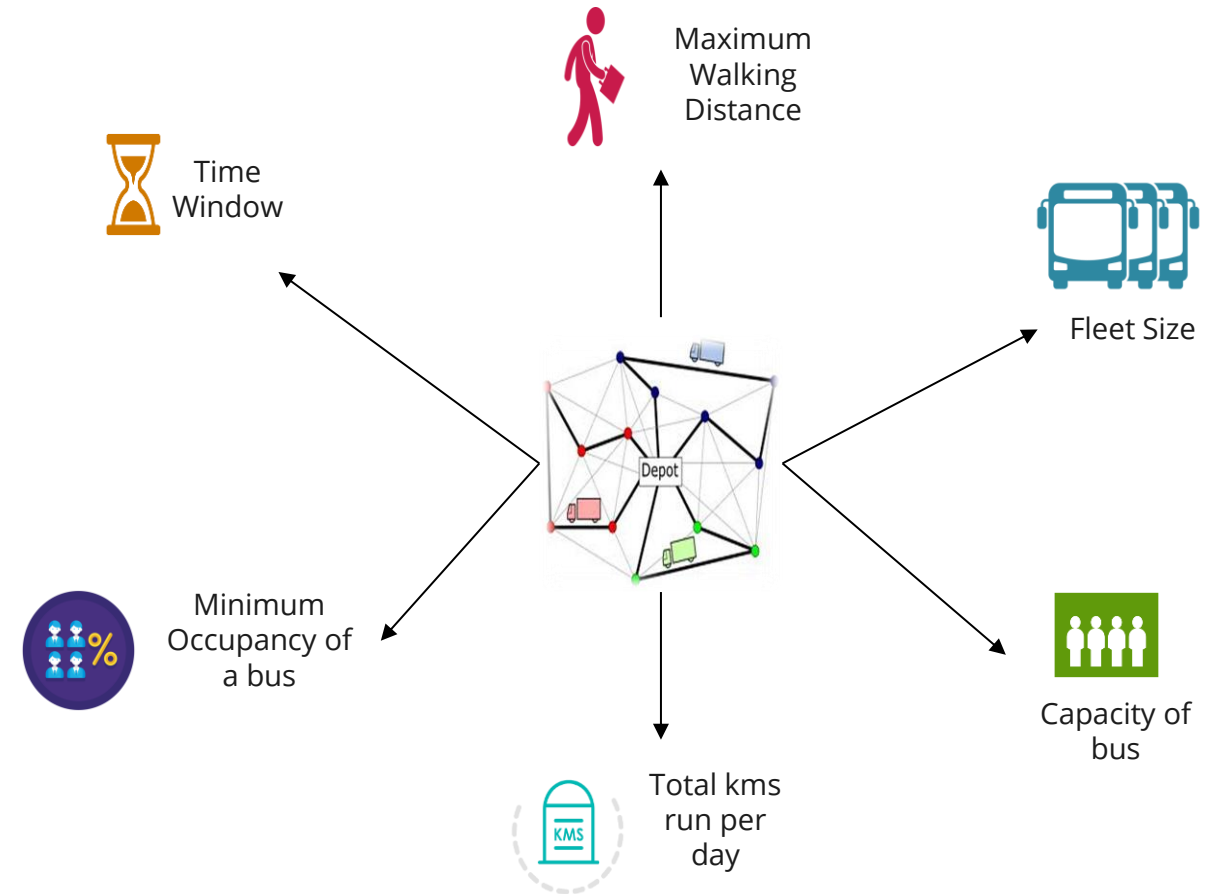 Maximum
Walking
Distance
Time
Window
Fleet Size
Depot
Minimum
Occupancy of
a bus
%
Capacity of
bus
KMS
Total kms
run per
day